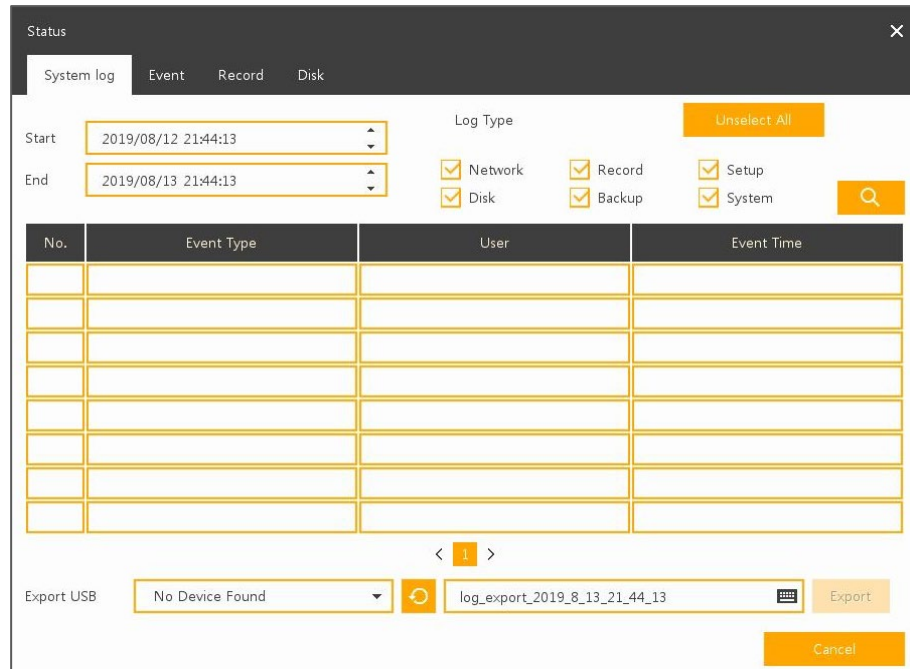 Status
System log Event Record Disk
Start 2019/08/12 21:44:13
End 2019/08/13 21:44:13
Log Type Unselect All
Network Record Setup
Disk Backup System
No. Event Type User Event Time
1
Export USB No Device Found log_export_2019_8_13_21_44_13 Export
Cancel